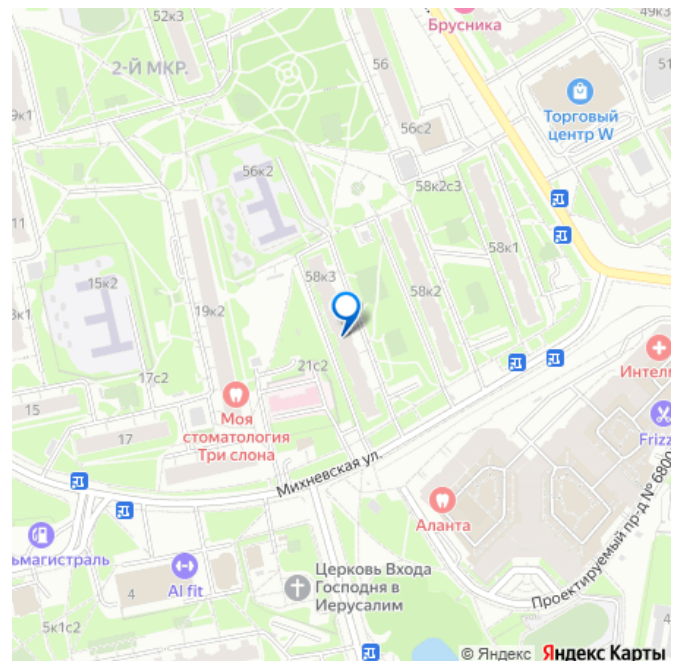 52к3
49к3
Брусника
2-Й МКР.
56
51
Торговый
центр W
9к1
56с2
56к2
58к2с3
11
58к1
58к3
15к2
58к2
19к2
3к1
21с2
17с2
Интел
15
Моя
стоматология
Три слона
17
Frizz
Михневская ул.
Аланта
Проектируемый пр-д № 6800
ьмагистраль
AI fit
4
Церковь Входа
Господня в
Иерусалим
5к1с2
4
© Яндекс Яндекс Карты